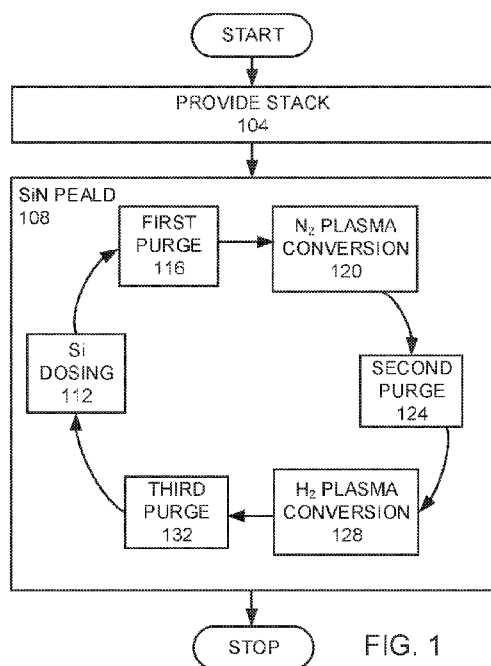 START
PROVIDE STACK
104
SiN PEALD
108
FIRST
PURGE
116
N₂ PLASMA
CONVERSION
120
Si
DOSING
112
SECOND
PURGE
124
THIRD
PURGE
132
H₂ PLASMA
CONVERSION
128
STOP
FIG. 1